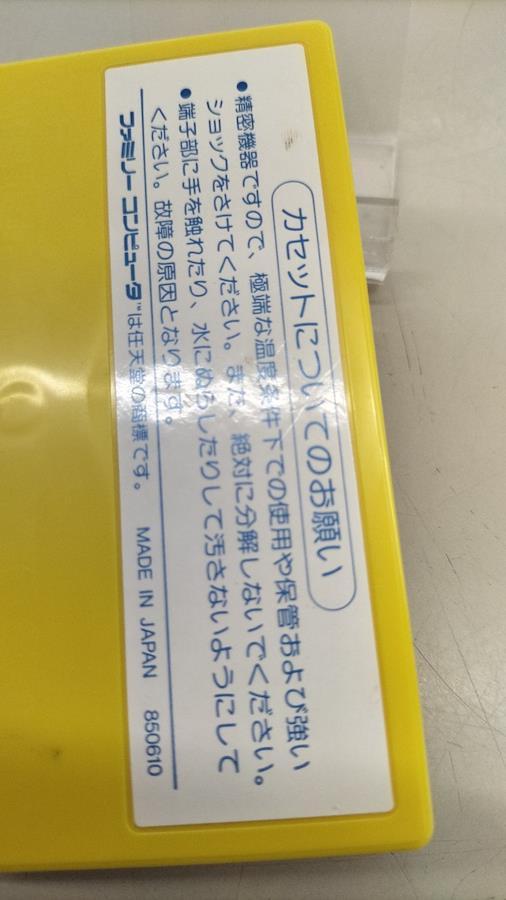 カセットについてのお願い
●精密機器ですので、極端な温度条件下での使用や保管および強い
ショックをさけてください。また、絶対に分解しないでください。
●端子部に手を触れたり、水にぬらしたりして汚さないようにして
ください。故障の原因となります。
ファミリーコンピュータ™は任天堂の商標です。 MADE IN JAPAN 850610